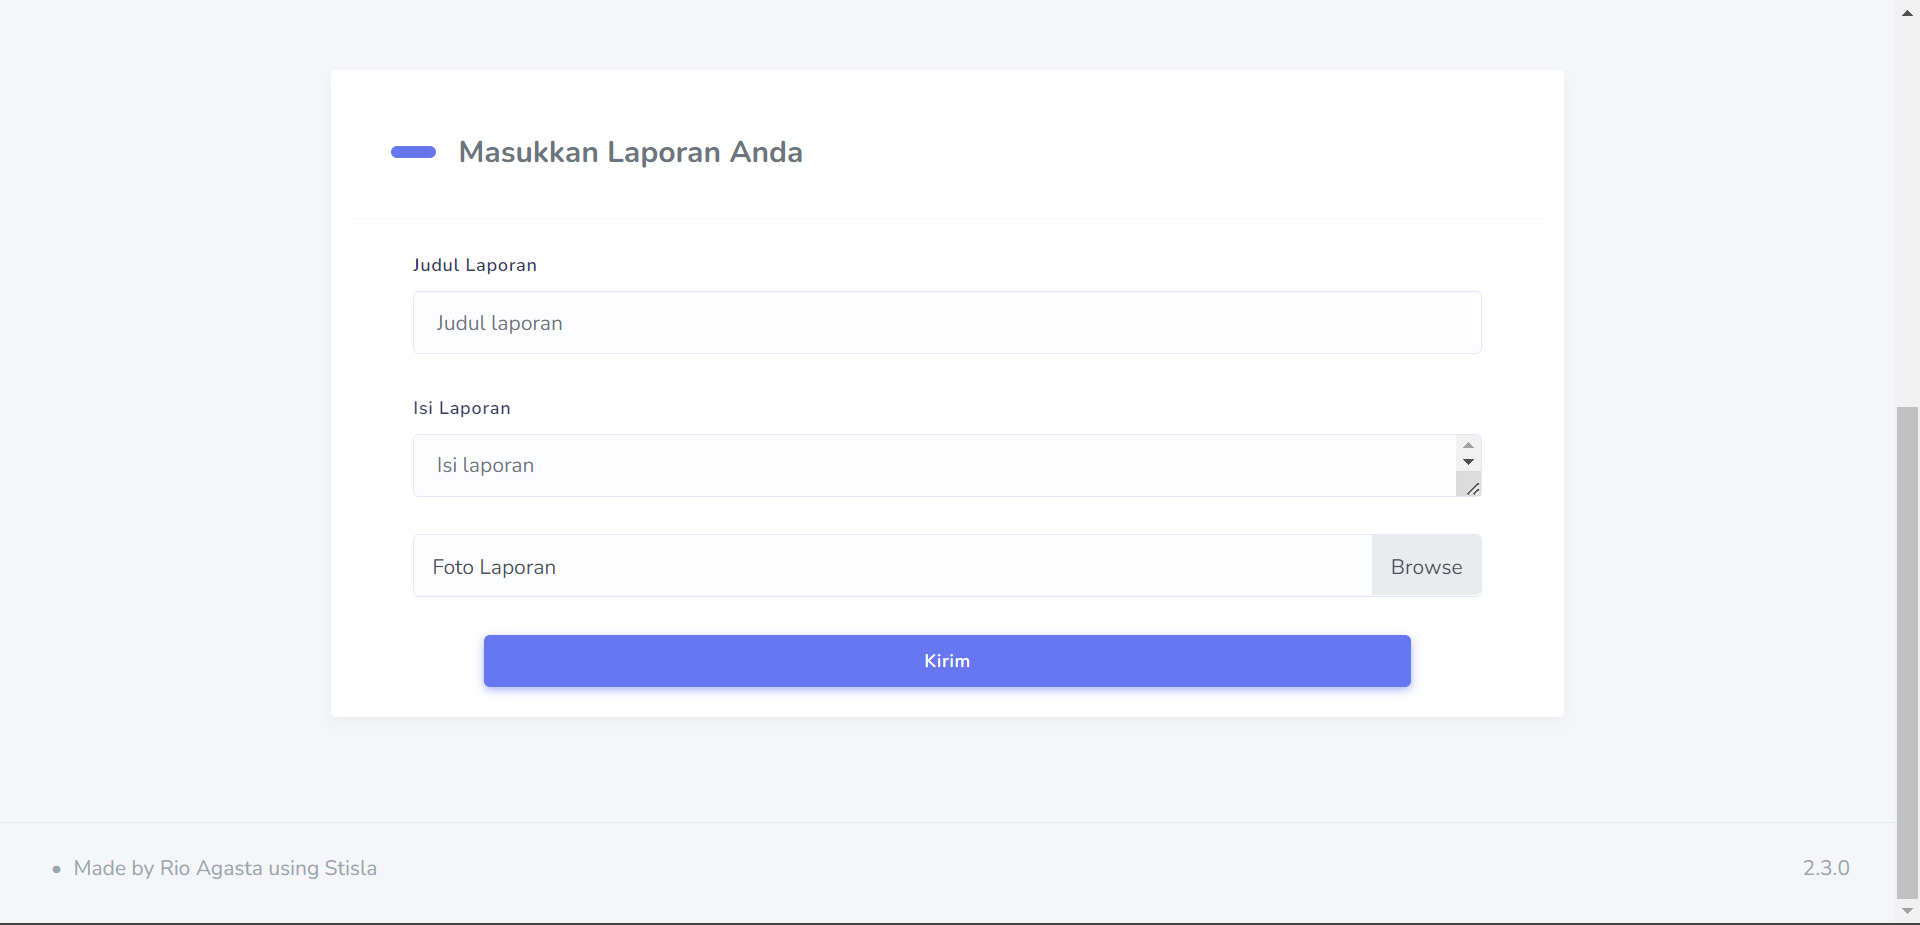 Masukkan Laporan Anda
Judul Laporan
Judul laporan
Isi Laporan
Isi laporan
Foto Laporan Browse
Kirim
• Made by Rio Agasta using Stisla 2.3.0